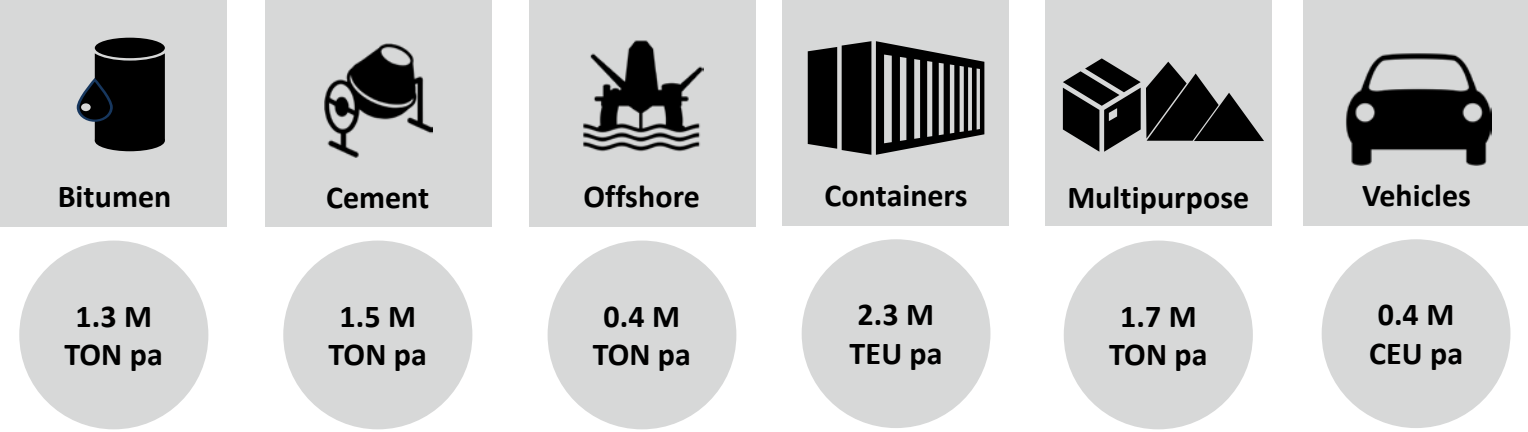 Bitumen
Cement
Offshore
Containers
Multipurpose
Vehicles
1.3 M
TON pa
1.5 M
TON pa
0.4 M
TON pa
2.3 M
TEU pa
1.7 M
TON pa
0.4 M
CEU pa